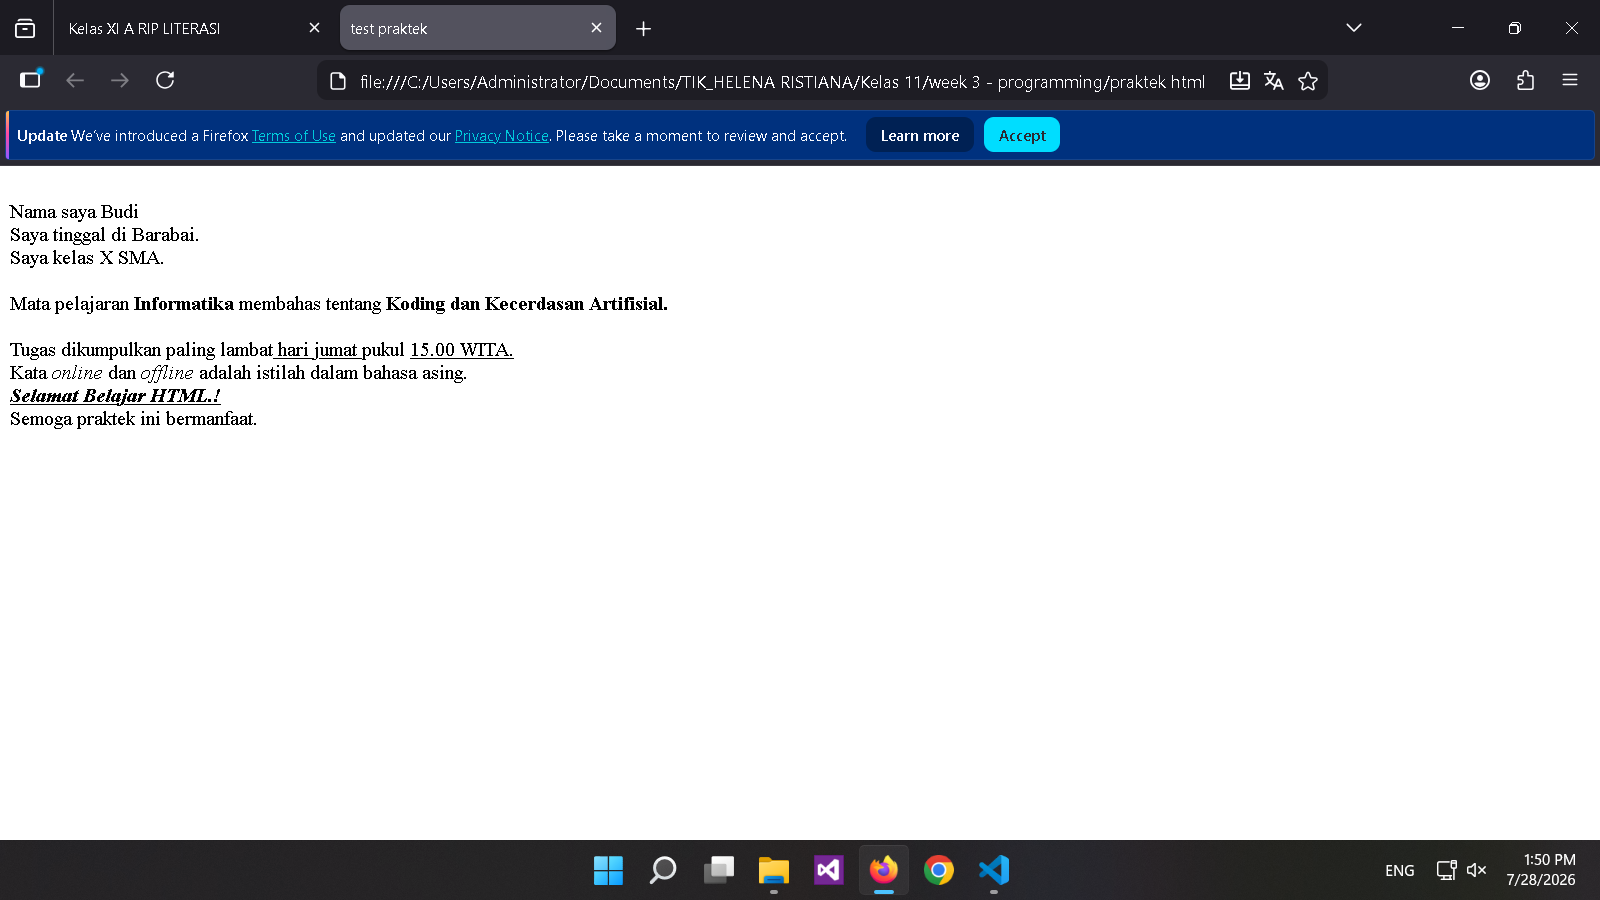 Kelas XI A RIP LITERASI
test praktek
file:///C:/Users/Administrator/Documents/TIK_HELENA RISTIANA/Kelas 11/week 3 - programming/praktek html
Update We've introduced a Firefox Terms of Use and updated our Privacy Notice. Please take a moment to review and accept. Learn more Accept
Nama saya Budi
Saya tinggal di Barabai.
Saya kelas X SMA.
Mata pelajaran Informatika membahas tentang Koding dan Kecerdasan Artifisial.
Tugas dikumpulkan paling lambat hari jumat pukul 15.00 WITA.
Kata online dan offline adalah istilah dalam bahasa asing.
Selamat Belajar HTML.!
Semoga praktek ini bermanfaat.
ENG
1:50 PM
7/28/2026